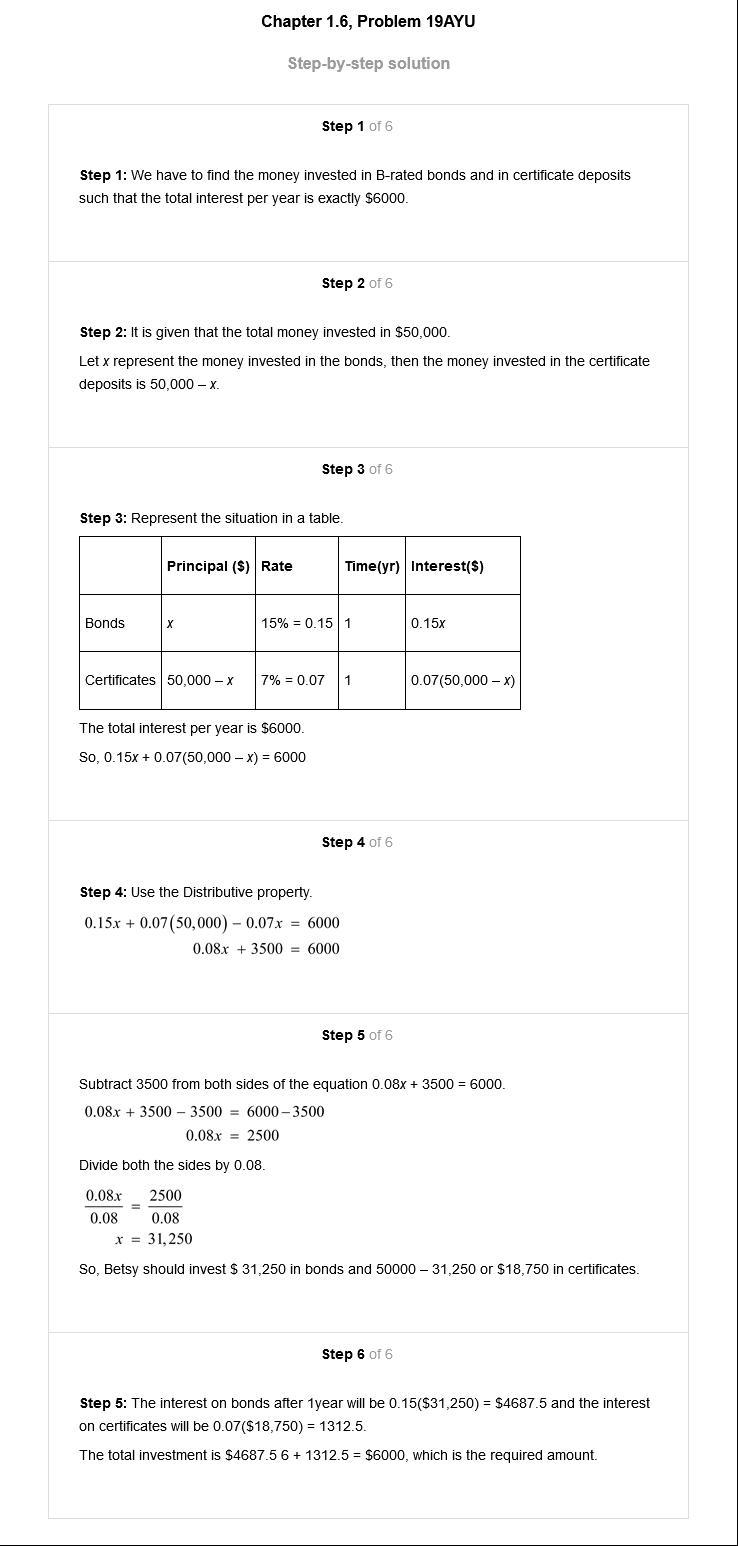 Chapter 1.6, Problem 19AYU
Step-by-step solution
Step 1 of 6
Step 1: We have to find the money invested in B-rated bonds and in certificate deposits
such that the total interest per year is exactly $6000.
Step 2 of 6
Step 2: It is given that the total money invested in $50,000.
Let x represent the money invested in the bonds, then the money invested in the certificate
deposits is 50,000 – x.
Step 3 of 6
Step 3: Represent the situation in a table.
Principal ($) Rate Time(yr) Interest($)
Bonds x 15% = 0.15 1 0.15x
Certificates 50,000 – x 7% = 0.07 1 0.07(50,000 – x)
The total interest per year is $6000.
So, 0.15x + 0.07(50,000 – x) = 6000
Step 4 of 6
Step 4: Use the Distributive property.
0.15x + 0.07(50,000) – 0.07x = 6000
0.08x + 3500 = 6000
Step 5 of 6
Subtract 3500 from both sides of the equation 0.08x + 3500 = 6000.
0.08x + 3500 – 3500 = 6000 – 3500
0.08x = 2500
Divide both the sides by 0.08.
0.08x / 0.08 = 2500 / 0.08
x = 31,250
So, Betsy should invest $ 31,250 in bonds and 50000 – 31,250 or $18,750 in certificates.
Step 6 of 6
Step 5: The interest on bonds after 1year will be 0.15($31,250) = $4687.5 and the interest
on certificates will be 0.07($18,750) = 1312.5.
The total investment is $4687.5 6 + 1312.5 = $6000, which is the required amount.